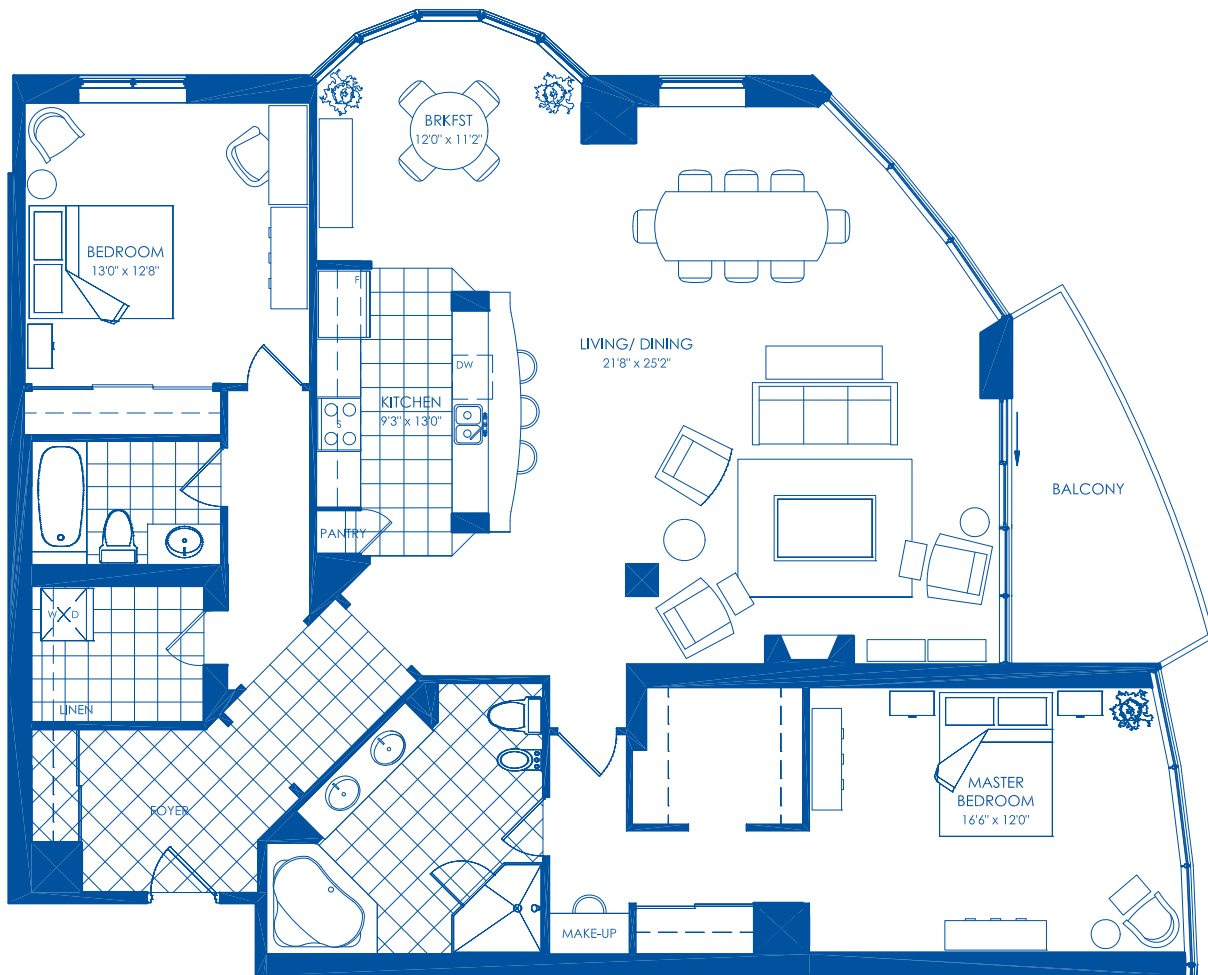 BRKFST
12'0" x 11'2"
BEDROOM
13'0" x 12'8"
F
LIVING/ DINING
21'8" x 25'2"
DW
KITCHEN
9'3" x 13'0"
S
BALCONY
PANTRY
W D
LINEN
FOYER
MASTER
BEDROOM
16'6" x 12'0"
MAKE-UP